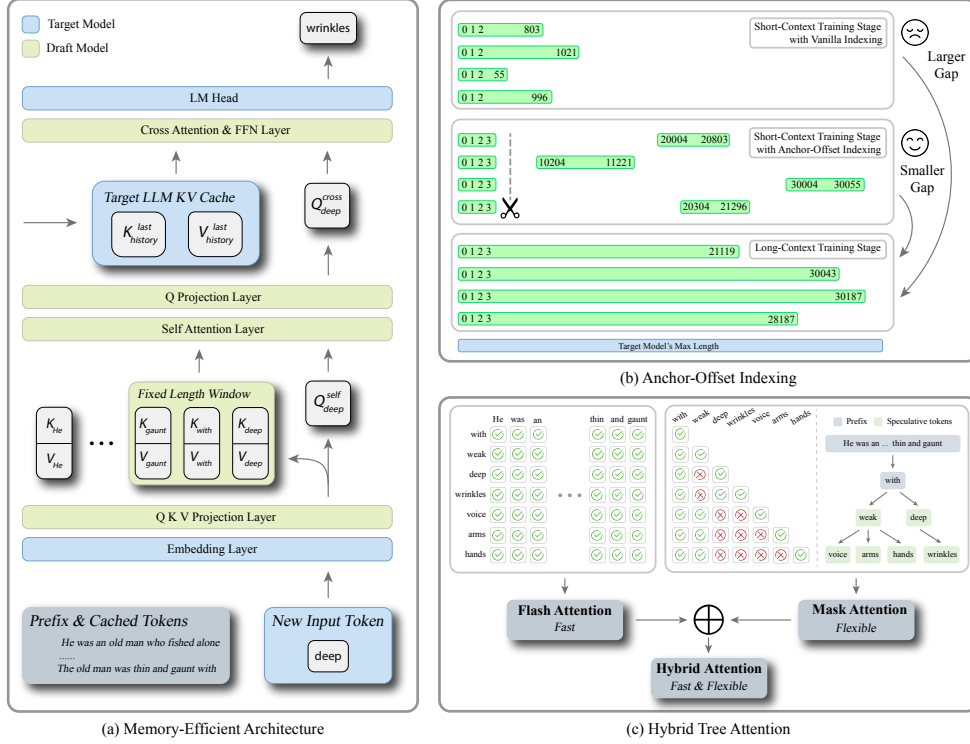 Target Model
Draft Model
wrinkles
LM Head
Cross Attention & FFN Layer
Target LLM KV Cache
K last history
V last history
Q cross deep
Q Projection Layer
Self Attention Layer
Fixed Length Window
K He
V He
...
K gaunt
V gaunt
K with
V with
K deep
V deep
Q self deep
Q K V Projection Layer
Embedding Layer
Prefix & Cached Tokens
He was an old man who fished alone
......
The old man was thin and gaunt with
New Input Token
deep
(a) Memory-Efficient Architecture
0 1 2 803
0 1 2 1021
0 1 2 55
0 1 2 996
Short-Context Training Stage
with Vanilla Indexing
Larger
Gap
0 1 2 3 20004 20803
0 1 2 3 10204 11221
0 1 2 3 30004 30055
0 1 2 3 20304 21296
Short-Context Training Stage
with Anchor-Offset Indexing
Smaller
Gap
0 1 2 3 21119
0 1 2 3 30043
0 1 2 3 30187
0 1 2 3 28187
Long-Context Training Stage
Target Model's Max Length
(b) Anchor-Offset Indexing
He was an thin and gaunt
with
weak
deep
wrinkles
voice
arms
hands
with weak deep wrinkles voice arms hands
Prefix
Speculative tokens
He was an ... thin and gaunt
with
weak deep
voice arms hands wrinkles
Flash Attention
Fast
Mask Attention
Flexible
Hybrid Attention
Fast & Flexible
(c) Hybrid Tree Attention